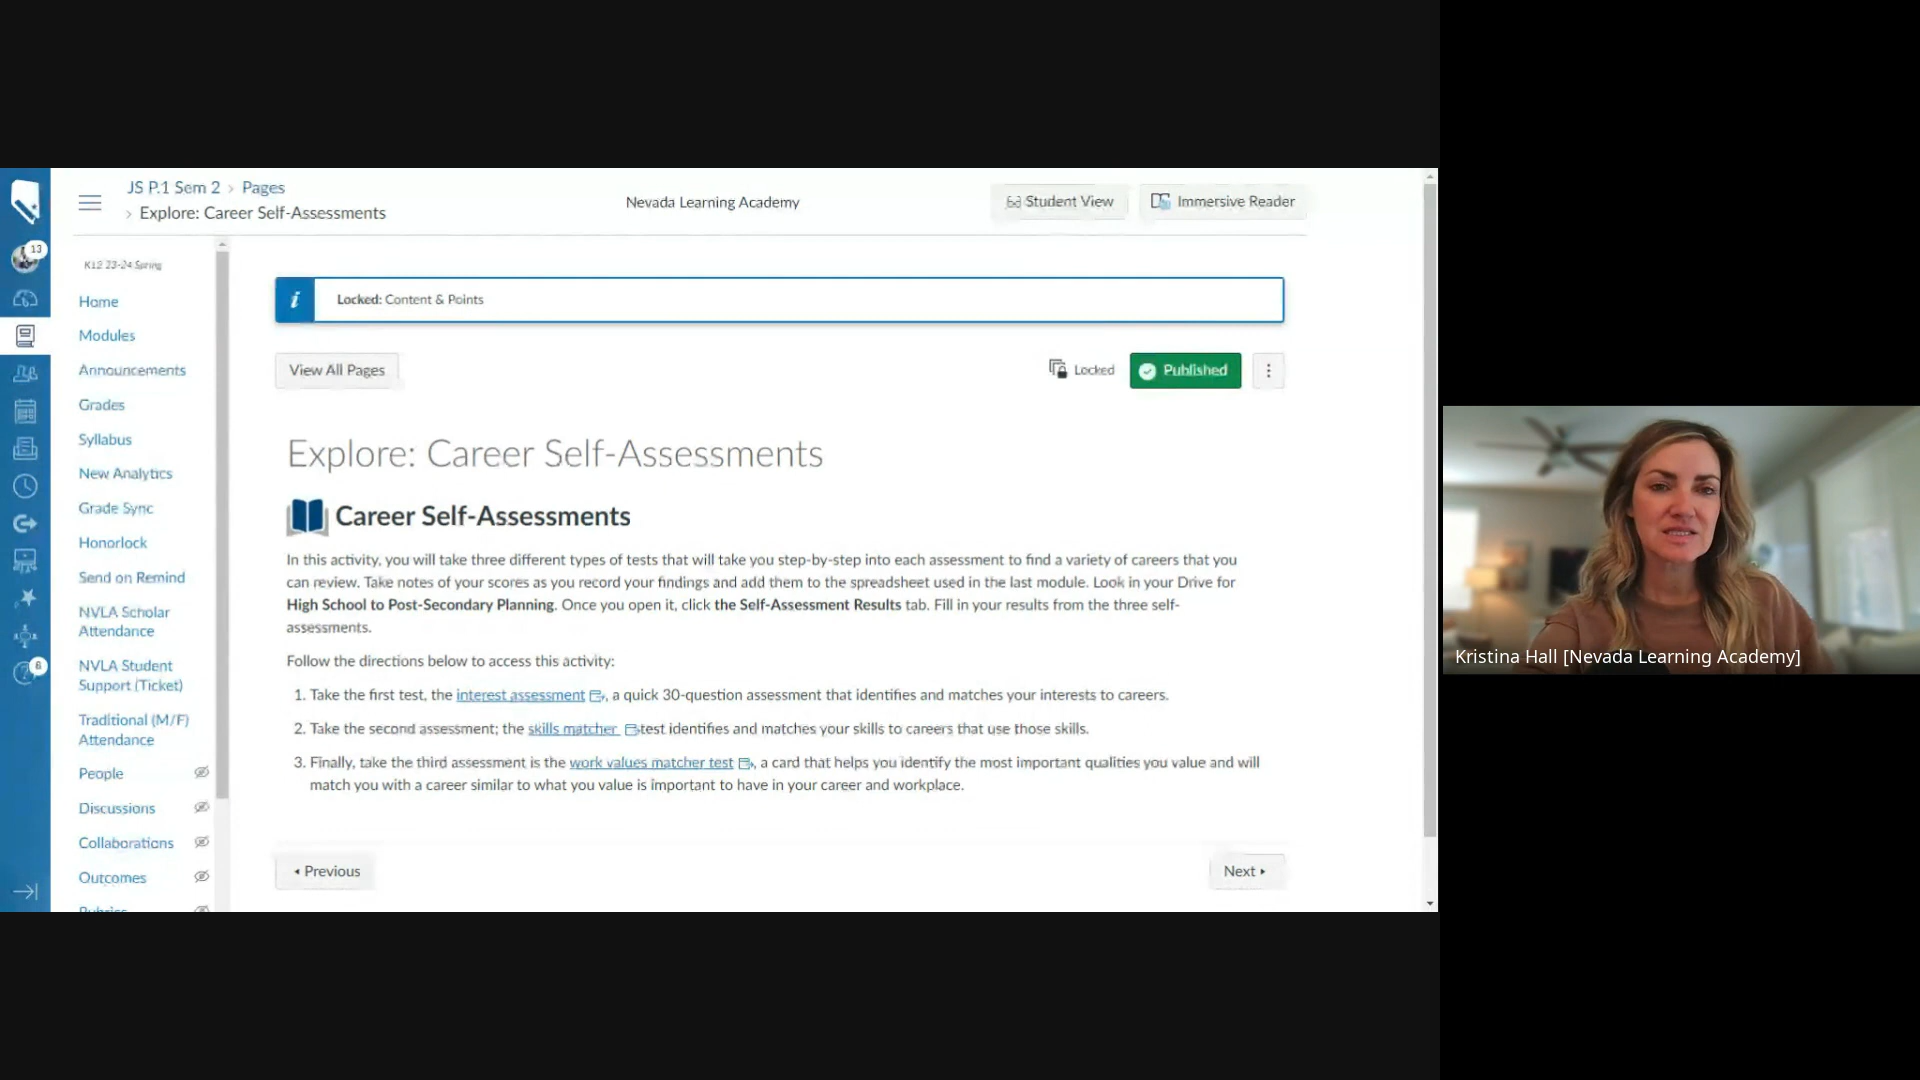 JS P.1 Sem 2 › Pages
› Explore: Career Self-Assessments
Nevada Learning Academy
Student View
Immersive Reader
13
K12 23-24 Spring
Home
Modules
Announcements
Grades
Syllabus
New Analytics
Grade Sync
Honorlock
Send on Remind
NVLA Scholar
Attendance
NVLA Student
Support (Ticket)
Traditional (M/F)
Attendance
People
Discussions
Collaborations
Outcomes
Rubrics
6
i
Locked: Content & Points
View All Pages
Locked
Published
Explore: Career Self-Assessments
Career Self-Assessments
In this activity, you will take three different types of tests that will take you step-by-step into each assessment to find a variety of careers that you
can review. Take notes of your scores as you record your findings and add them to the spreadsheet used in the last module. Look in your Drive for
High School to Post-Secondary Planning. Once you open it, click the Self-Assessment Results tab. Fill in your results from the three self-
assessments.
Follow the directions below to access this activity:
1. Take the first test, the interest assessment, a quick 30-question assessment that identifies and matches your interests to careers.
2. Take the second assessment; the skills matcher test identifies and matches your skills to careers that use those skills.
3. Finally, take the third assessment is the work values matcher test, a card that helps you identify the most important qualities you value and will
match you with a career similar to what you value is important to have in your career and workplace.
Previous
Next
Kristina Hall [Nevada Learning Academy]